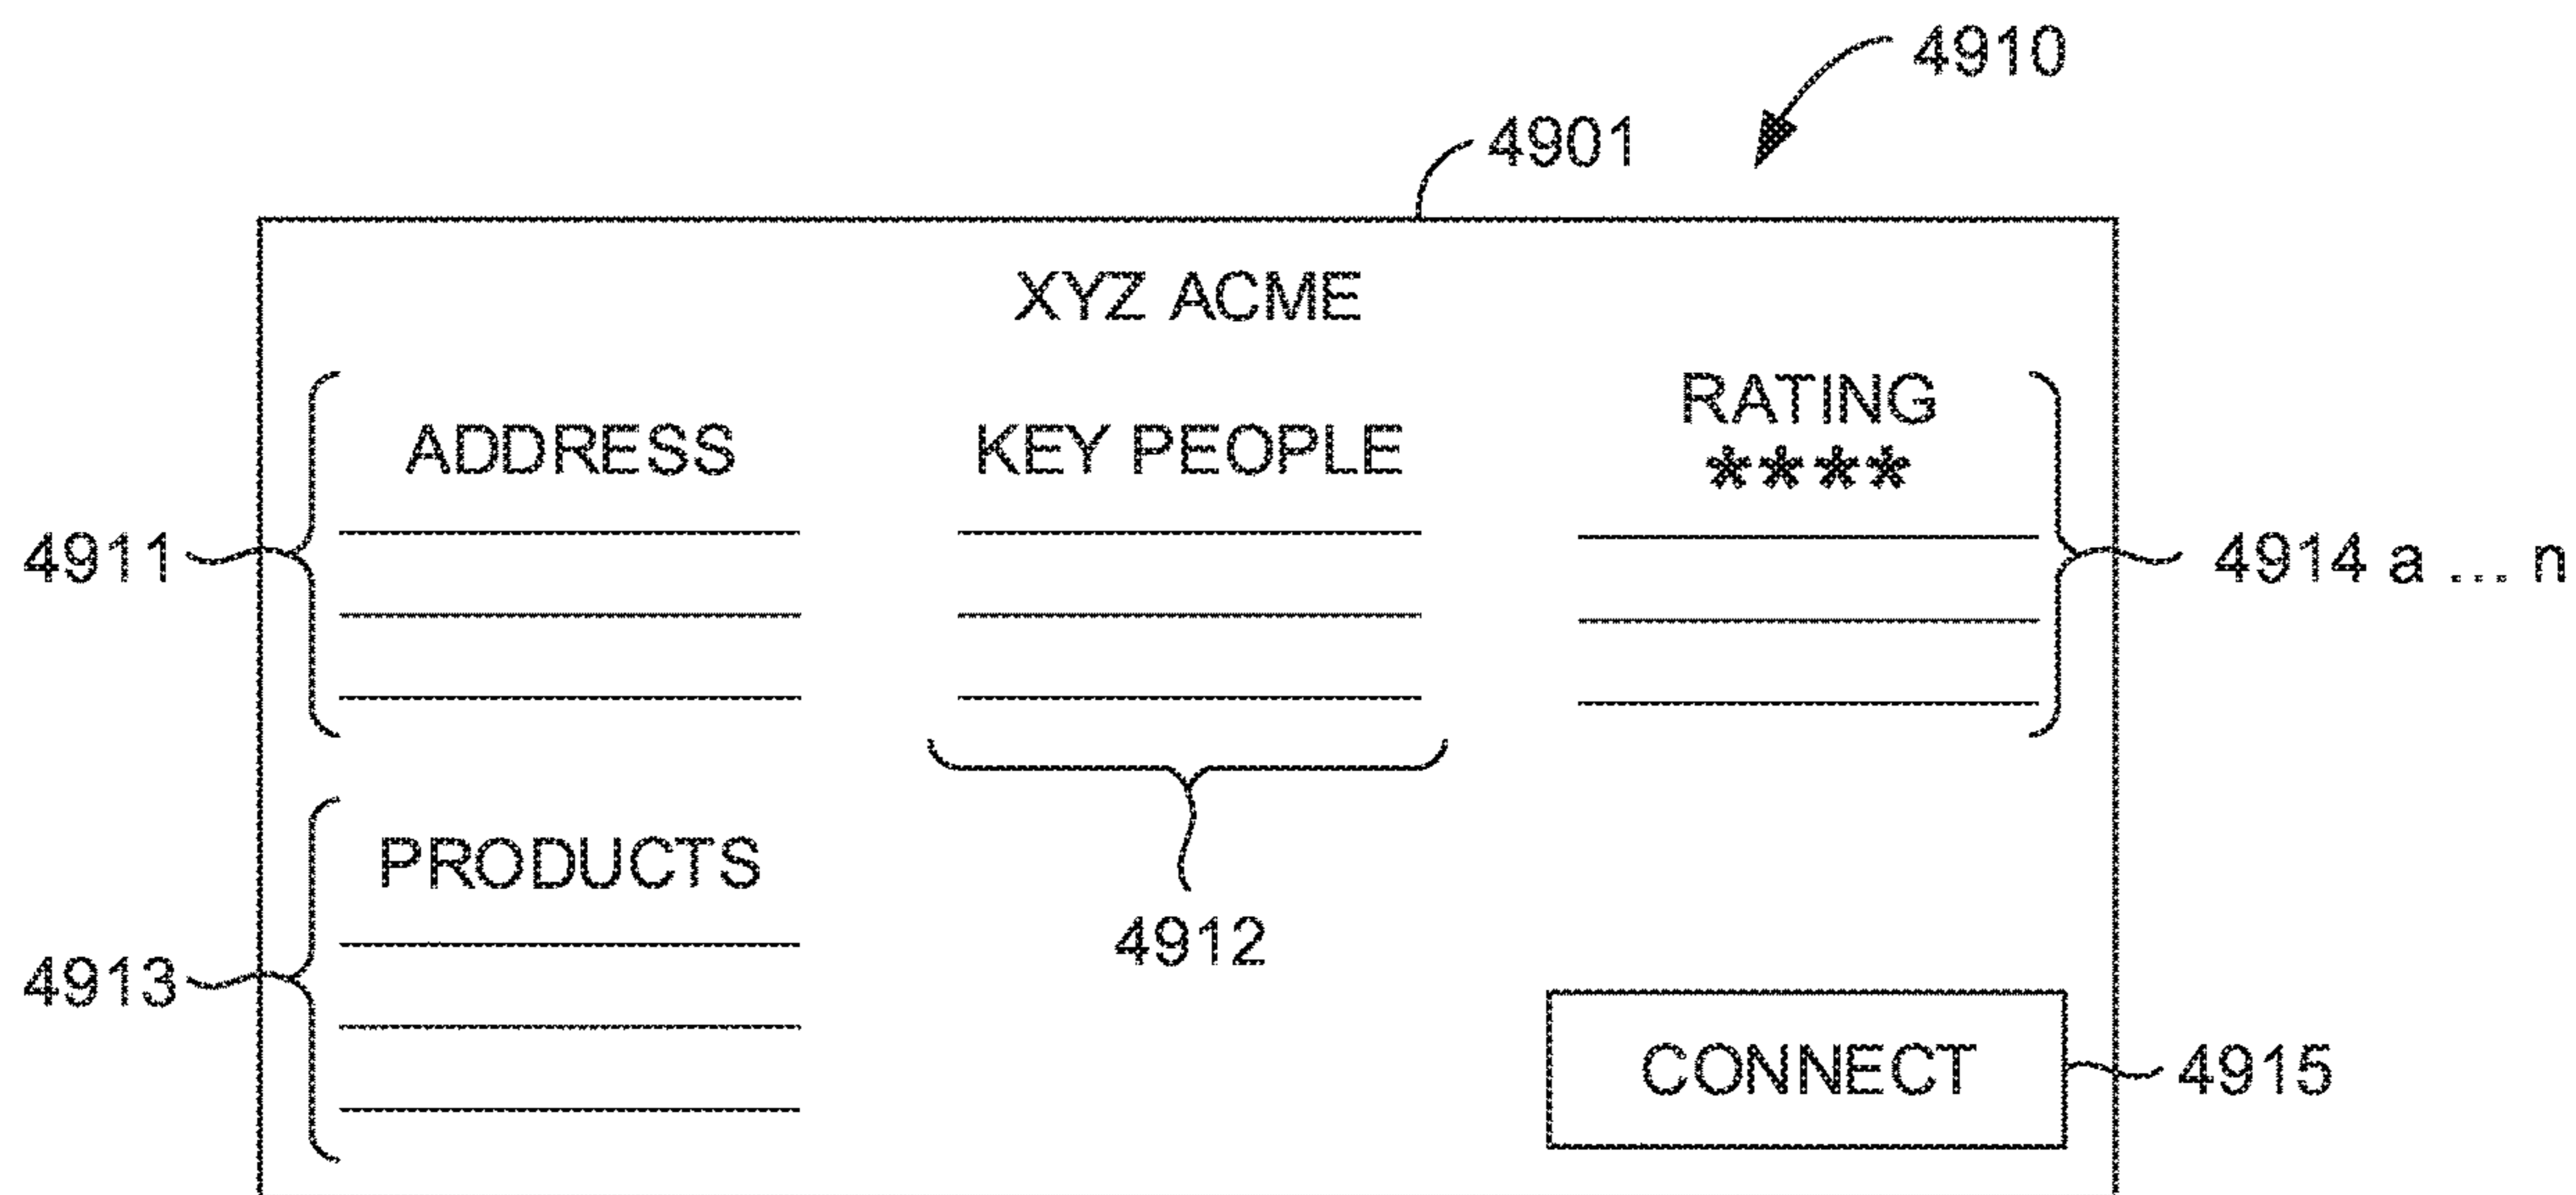 4910
4901
XYZ ACME
RATING
ADDRESS
KEY PEOPLE
****
4911
4914 a ... n
PRODUCTS
4912
4913
CONNECT
4915